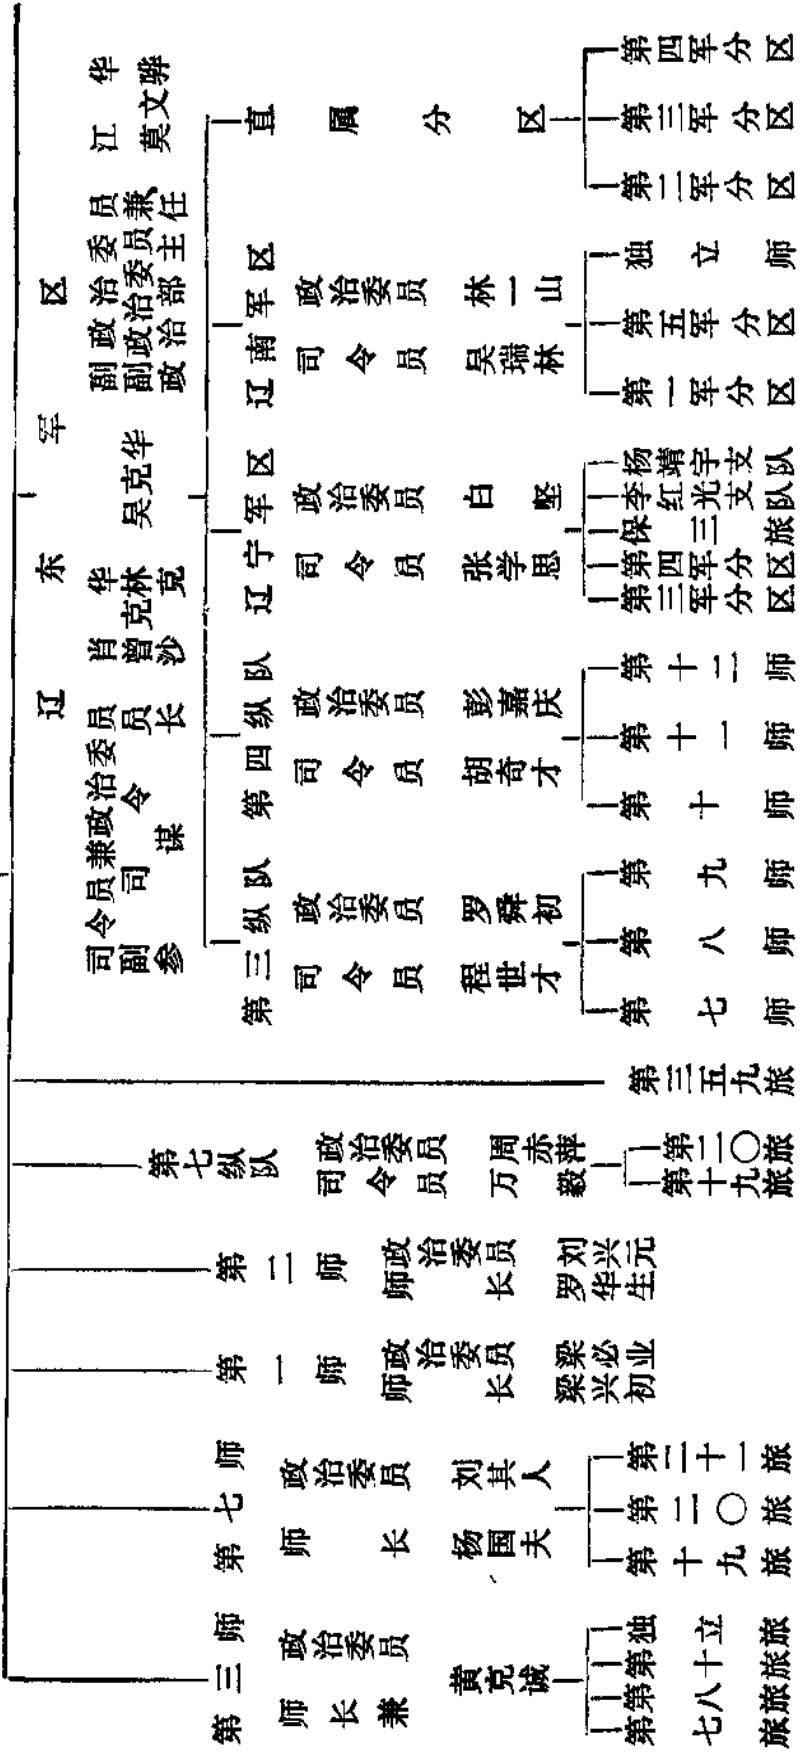 辽东军区
司令员兼政治委员 肖华
副司令员 曾克林 吴克华
参谋长 沙克
副政治委员 江华
副政治委员兼政治部主任 莫文骅
第三师
师长兼政治委员 黄克诚
第七旅
第八旅
第十旅
独立旅
第七师
师长 杨国夫
政治委员 刘其人
第十九旅
第二〇旅
第二十一旅
第一师
师长 梁兴初
政治委员 梁必业
第二师
师长 罗华生
政治委员 刘兴元
第七纵队
司令员 万毅
政治委员 周赤萍
第十九旅
第二〇旅
第三五九旅
第三纵队
司令员 程世才
政治委员 罗舜初
第七师
第八师
第九师
第四纵队
司令员 胡奇才
政治委员 彭嘉庆
第十师
第十一师
第十二师
辽宁军区
司令员 张学思
政治委员 白坚
第三军分区
第四军分区
保三旅
李红光支队
杨靖宇支队
辽南军区
司令员 吴瑞林
政治委员 林一山
第一军分区
第五军分区
独立师
直属分区
第二军分区
第三军分区
第四军分区